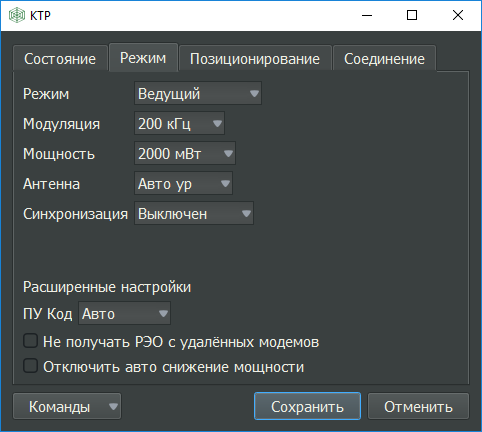 КТР
Состояние Режим Позиционирование Соединение
Режим Ведущий
Модуляция 200 кГц
Мощность 2000 мВт
Антенна Авто ур
Синхронизация Выключен
Расширенные настройки
ПУ Код Авто
Не получать РЭО с удалённых модемов
Отключить авто снижение мощности
Команды Сохранить Отменить